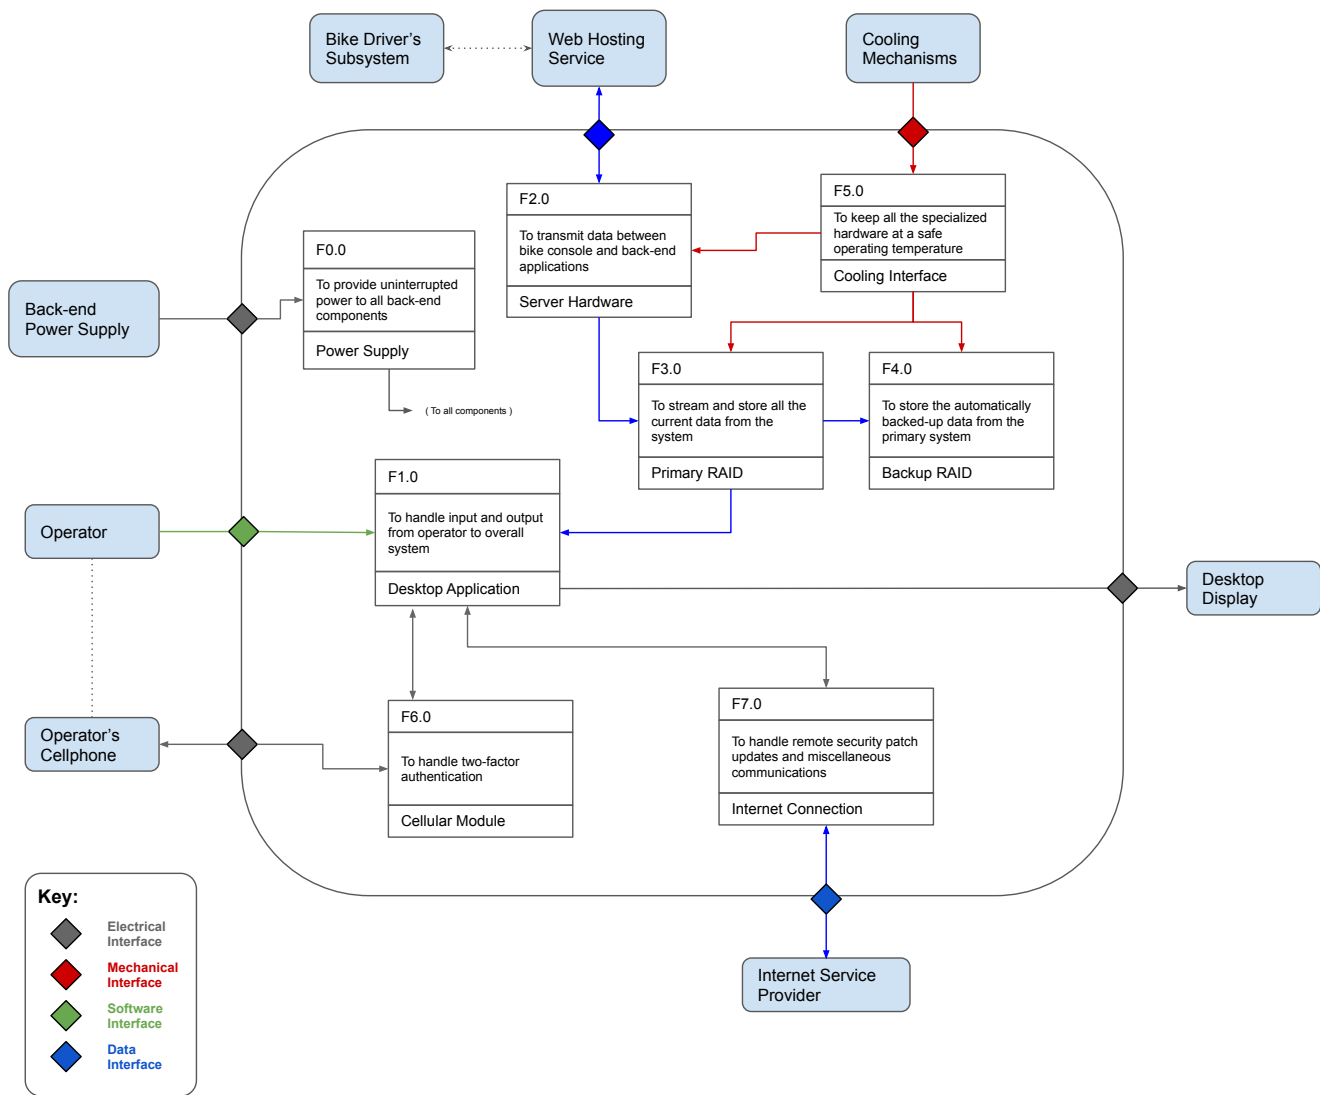 Bike Driver's
Subsystem
Web Hosting
Service
Cooling
Mechanisms
F2.0
To transmit data between
bike console and back-end
applications
Server Hardware
F5.0
To keep all the specialized
hardware at a safe
operating temperature
Cooling Interface
F0.0
To provide uninterrupted
power to all back-end
components
Power Supply
( To all components )
Back-end
Power Supply
F3.0
To stream and store all the
current data from the
system
Primary RAID
F4.0
To store the automatically
backed-up data from the
primary system
Backup RAID
F1.0
To handle input and output
from operator to overall
system
Desktop Application
Operator
Desktop
Display
F6.0
To handle two-factor
authentication
Cellular Module
Operator's
Cellphone
F7.0
To handle remote security patch
updates and miscellaneous
communications
Internet Connection
Internet Service
Provider
Key:
Electrical
Interface
Mechanical
Interface
Software
Interface
Data
Interface